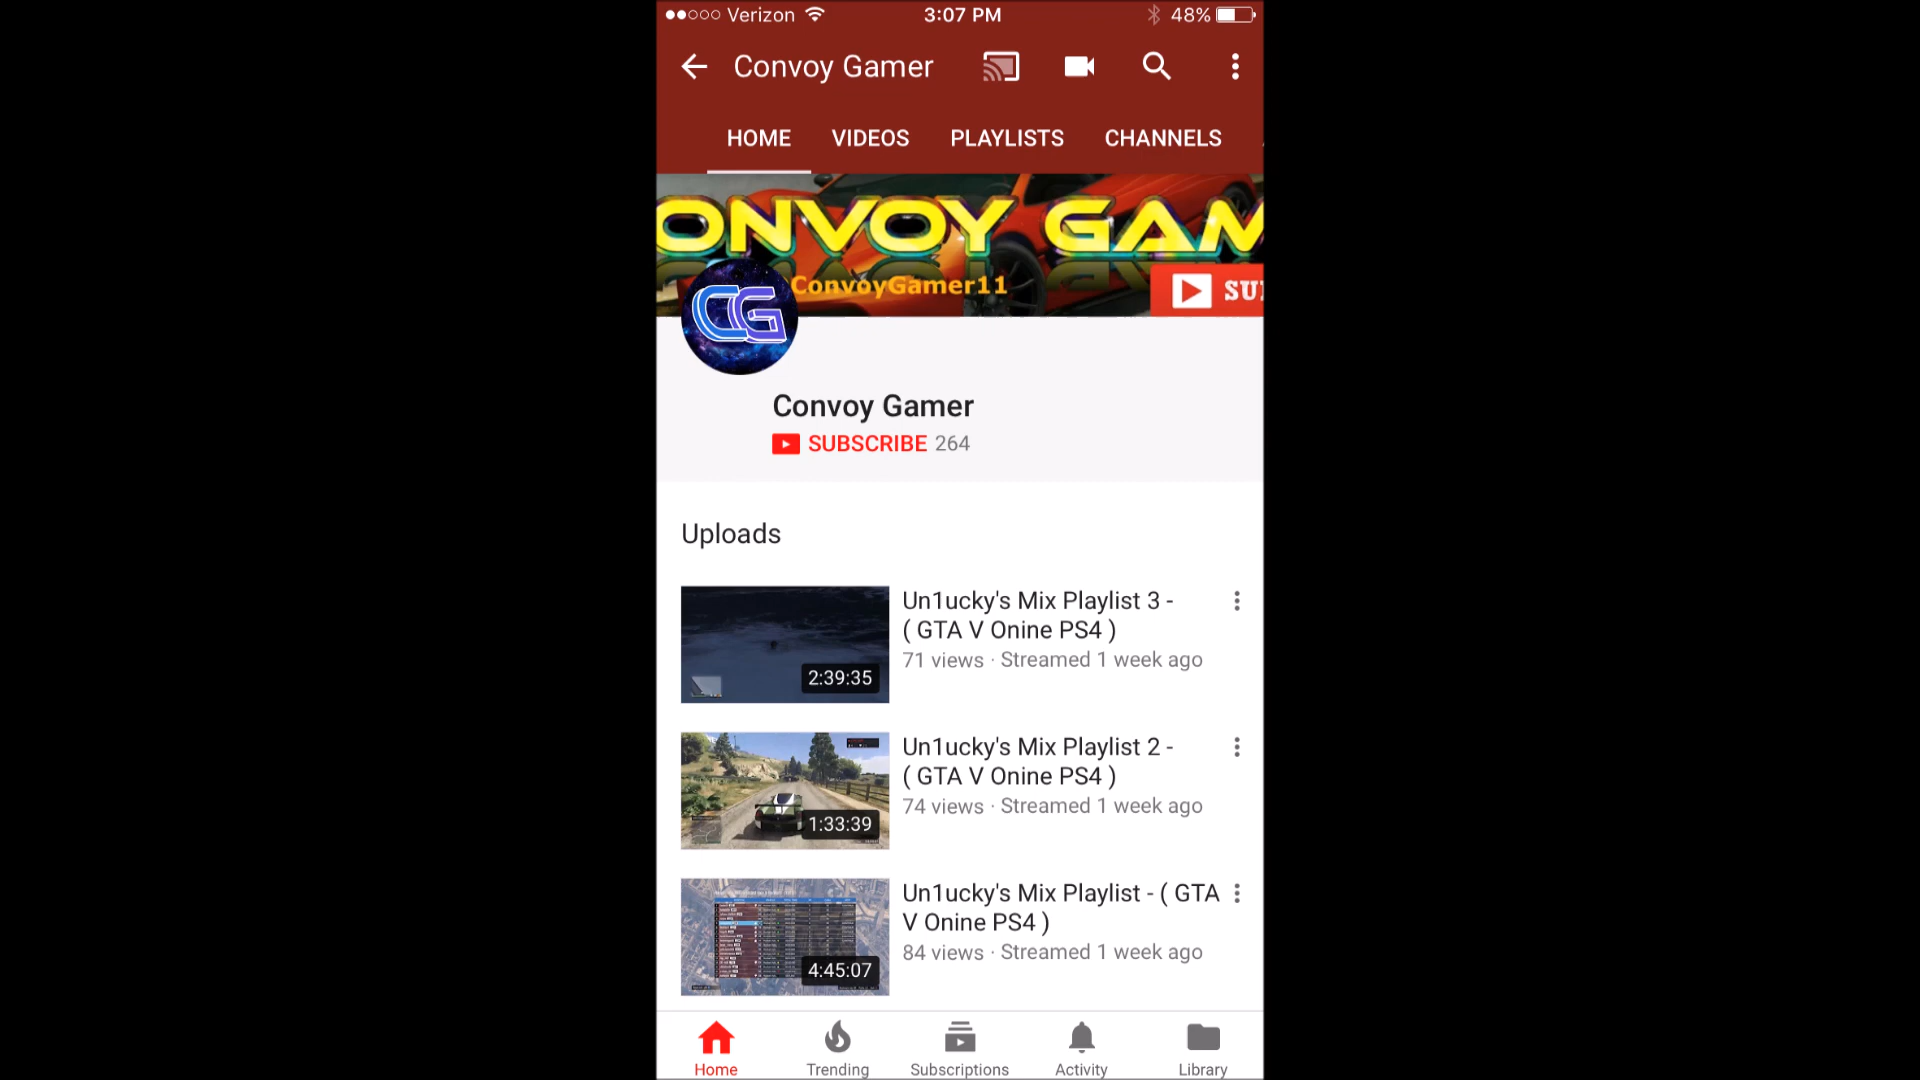 Verizon 3:07 PM 48%
Convoy Gamer
HOME VIDEOS PLAYLISTS CHANNELS
ONVOY GAM
ConvoyGamer11
SU
CG
Convoy Gamer
SUBSCRIBE 264
Uploads
Un1ucky's Mix Playlist 3 -
( GTA V Onine PS4 )
71 views · Streamed 1 week ago
2:39:35
Un1ucky's Mix Playlist 2 -
( GTA V Onine PS4 )
74 views · Streamed 1 week ago
1:33:39
Un1ucky's Mix Playlist - ( GTA
V Onine PS4 )
84 views · Streamed 1 week ago
4:45:07
Home Trending Subscriptions Activity Library